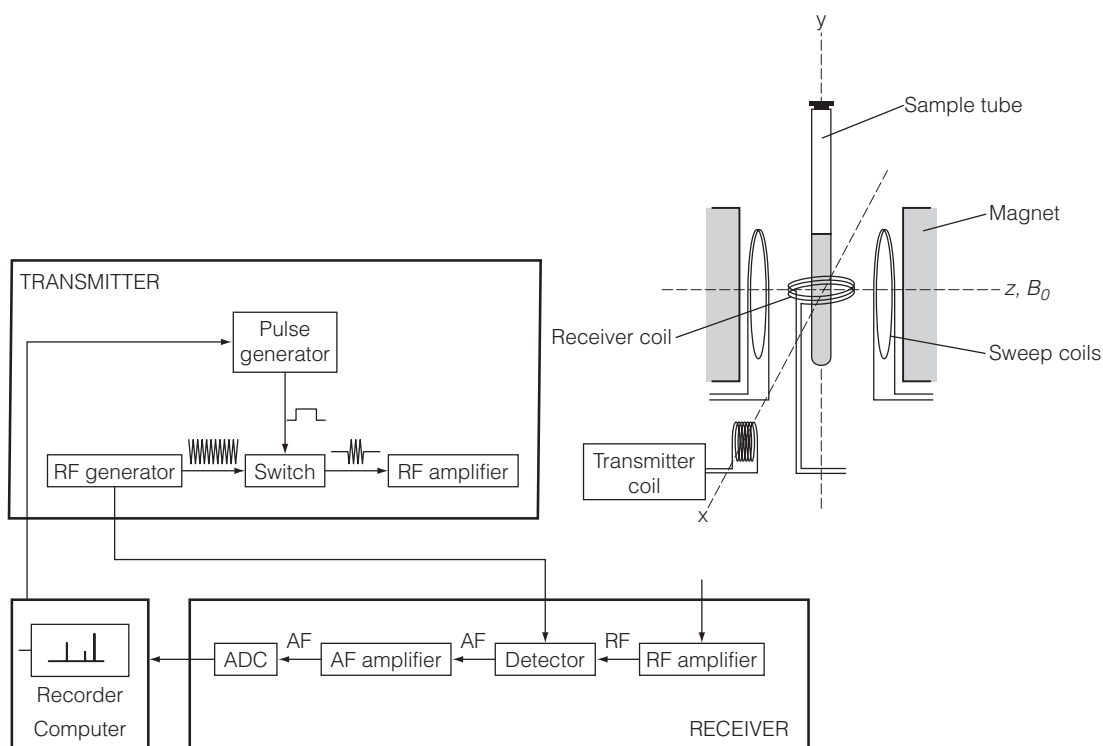 y
Sample tube
Magnet
z, B₀
Receiver coil
Sweep coils
Transmitter
coil
x
TRANSMITTER
Pulse
generator
RF generator
Switch
RF amplifier
Recorder
Computer
ADC
AF
AF amplifier
AF
Detector
RF
RF amplifier
RECEIVER